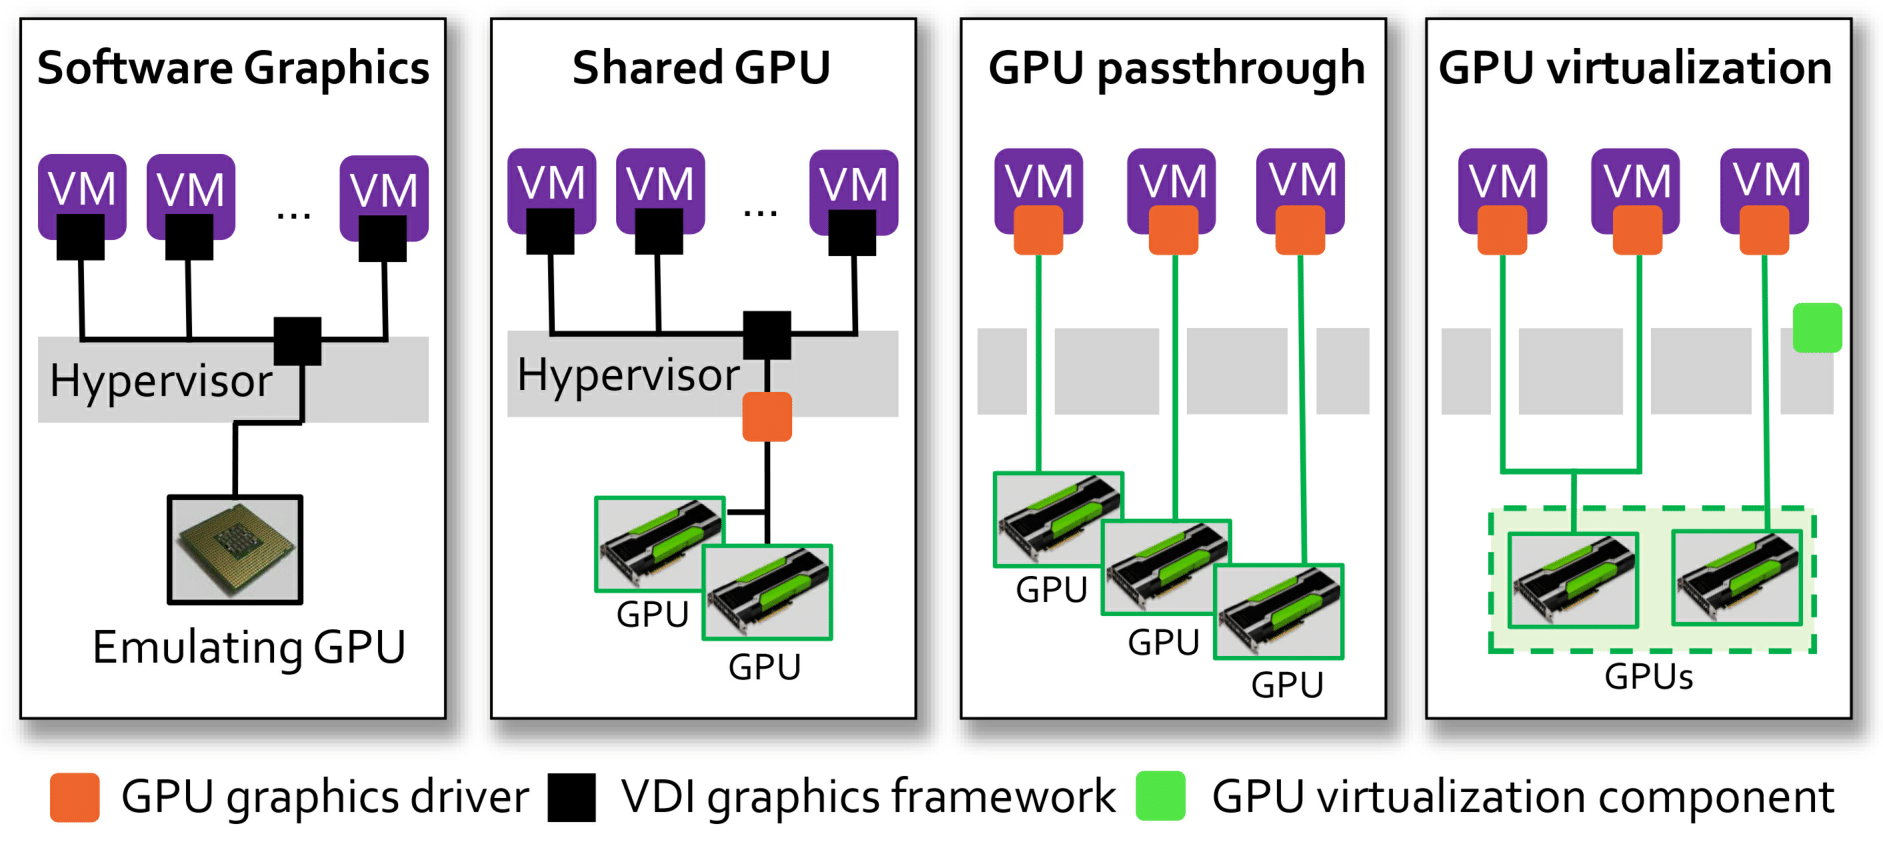 Software Graphics
VM VM ... VM
Hypervisor
Emulating GPU
Shared GPU
VM VM ... VM
Hypervisor
GPU
GPU
GPU passthrough
VM VM VM
GPU
GPU
GPU
GPU virtualization
VM VM VM
GPUs
GPU graphics driver VDI graphics framework GPU virtualization component